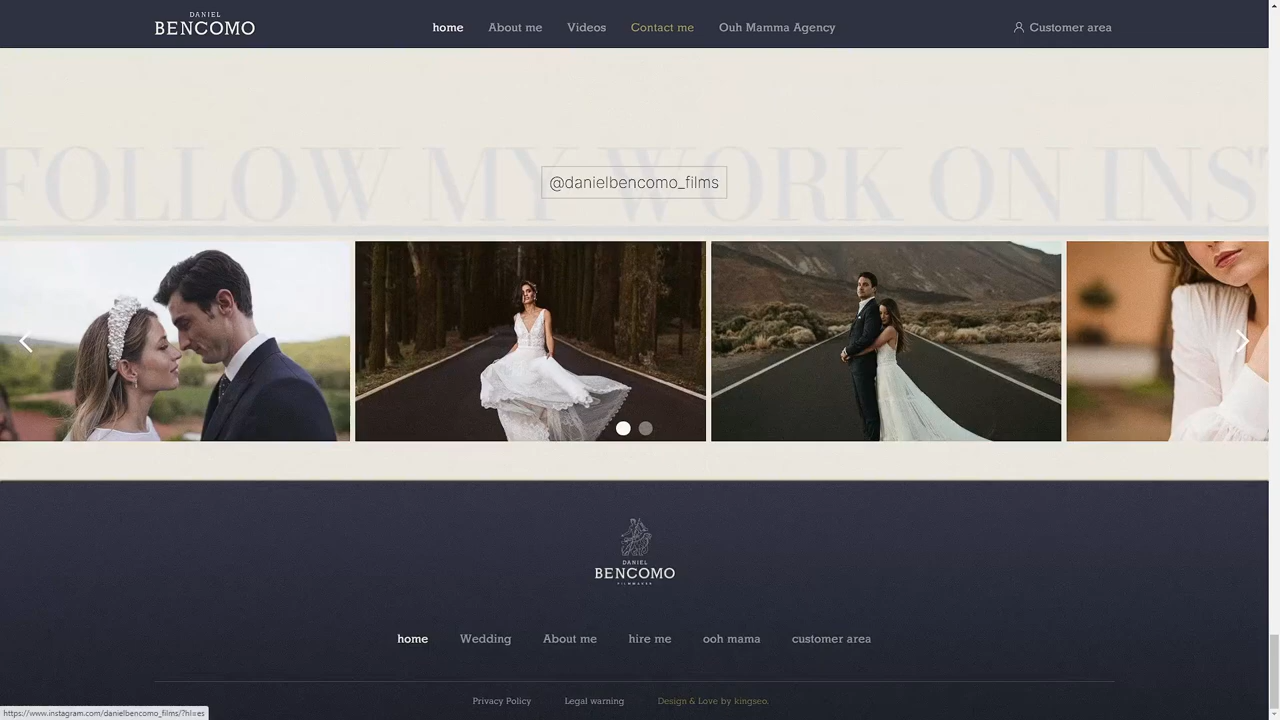 DANIEL
BENCOMO
home About me Videos Contact me Ouh Mamma Agency Customer area
FOLLOW MY WORK ON INS
@danielbencomo_films
DANIEL
BENCOMO
FILMMAKER
home Wedding About me hire me ooh mama customer area
Privacy Policy Legal warning Design & Love by kingseo.
https://www.instagram.com/danielbencomo_films/?hl=es